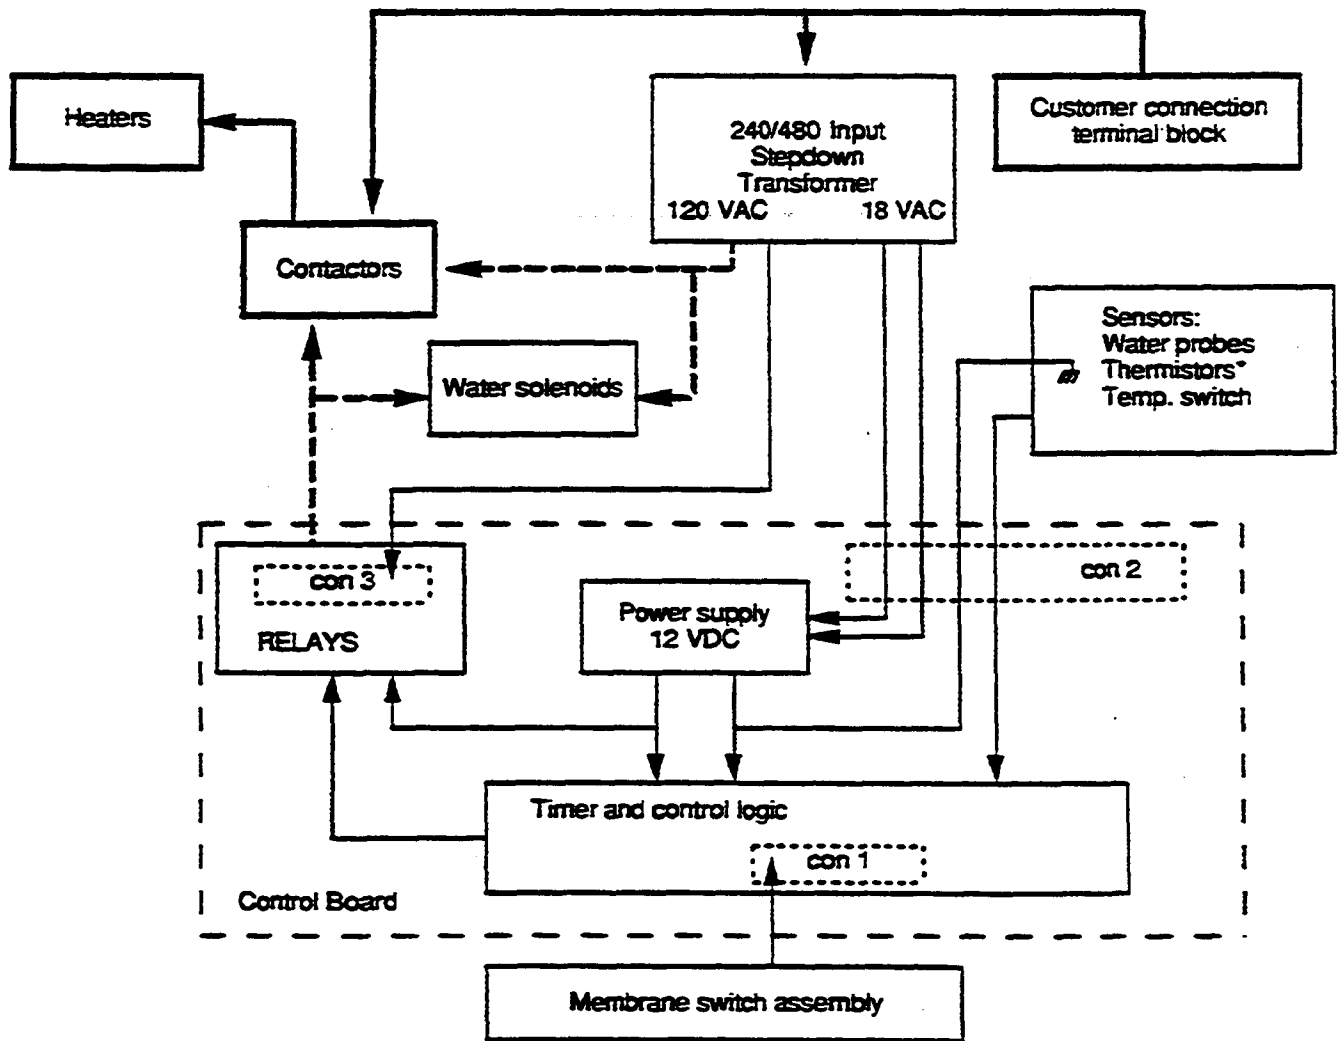 Heaters
240/480 Input
Stepdown
Transformer
120 VAC
18 VAC
Customer connection
terminal block
Contactors
Sensors:
Water probes
Thermistors*
Temp. switch
Water solenoids
con 3
RELAYS
Power supply
12 VDC
con 2
Timer and control logic
con 1
Control Board
Membrane switch assembly